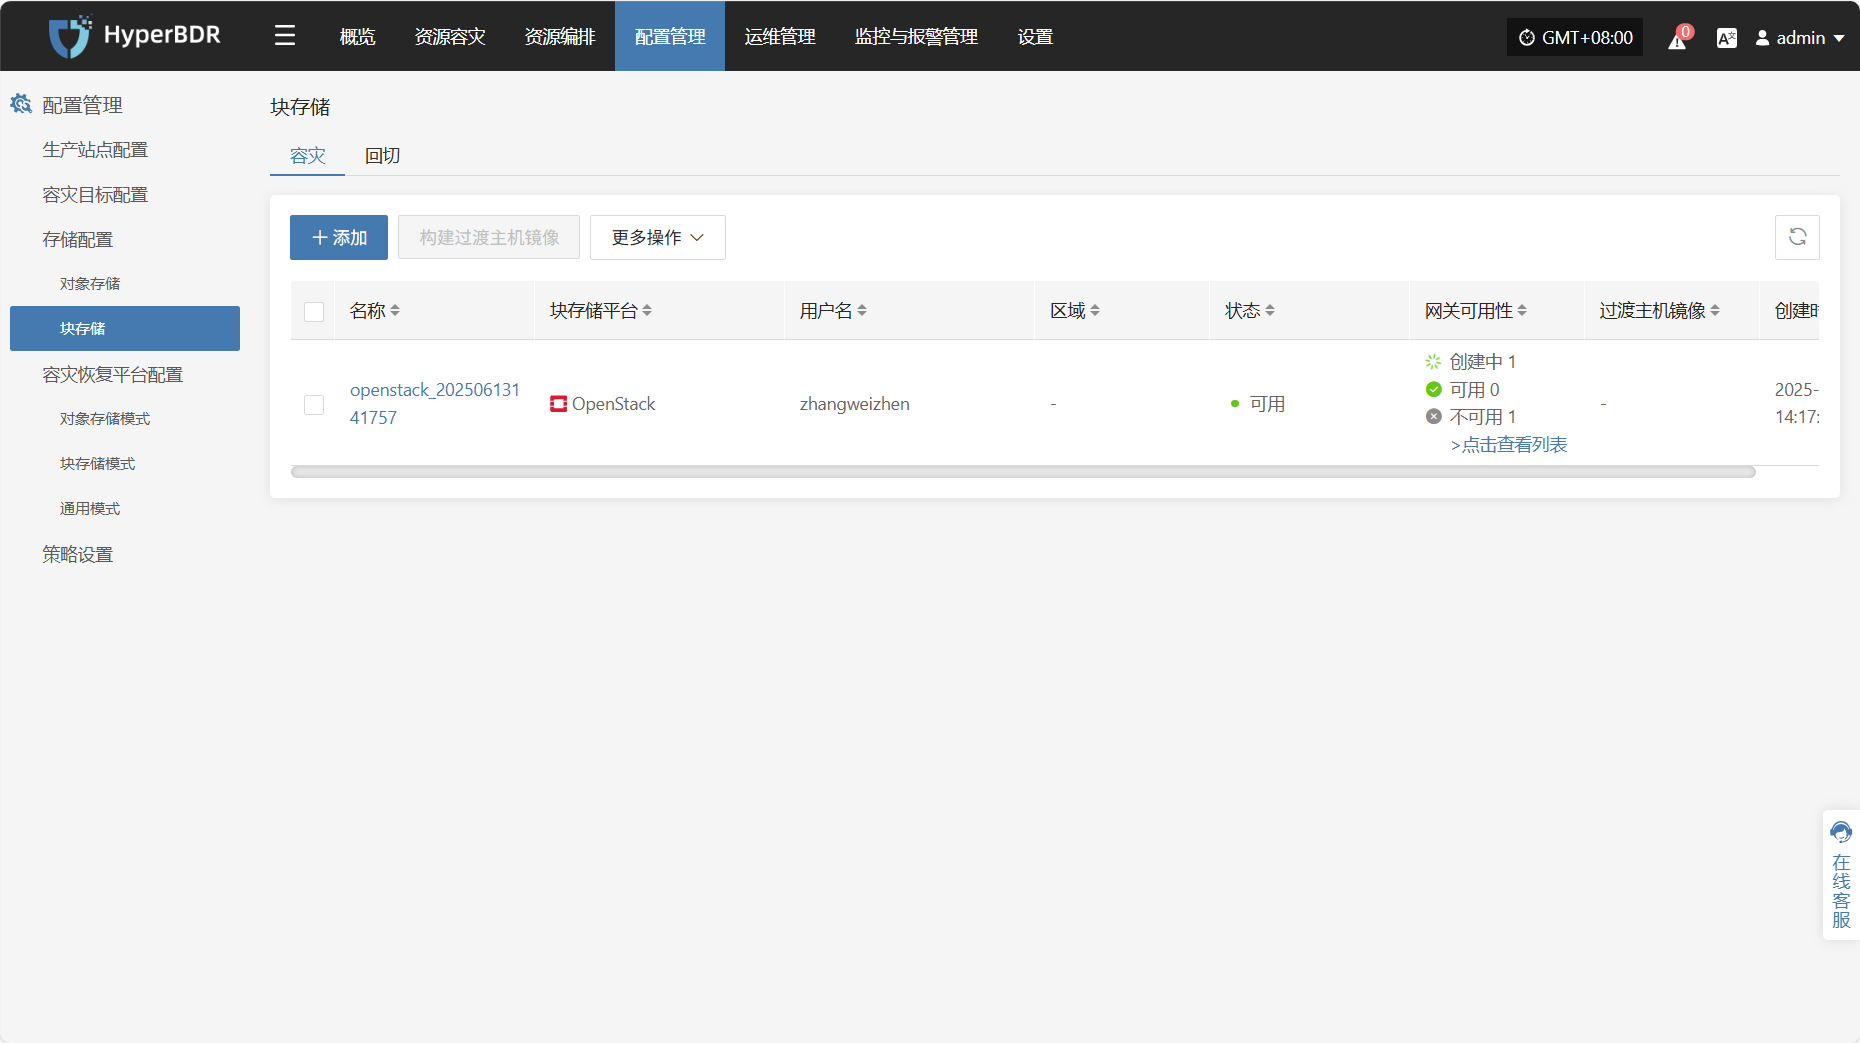 HyperBDR
概览
资源容灾
资源编排
配置管理
运维管理
监控与报警管理
设置
GMT+08:00
0
admin
配置管理
生产站点配置
容灾目标配置
存储配置
对象存储
块存储
容灾恢复平台配置
对象存储模式
块存储模式
通用模式
策略设置
块存储
容灾
回切
添加
构建过渡主机镜像
更多操作
名称
块存储平台
用户名
区域
状态
网关可用性
过渡主机镜像
创建时
openstack_202506131
41757
OpenStack
zhangweizhen
-
可用
创建中 1
可用 0
不可用 1
>点击查看列表
-
2025-
14:17:
在线客服